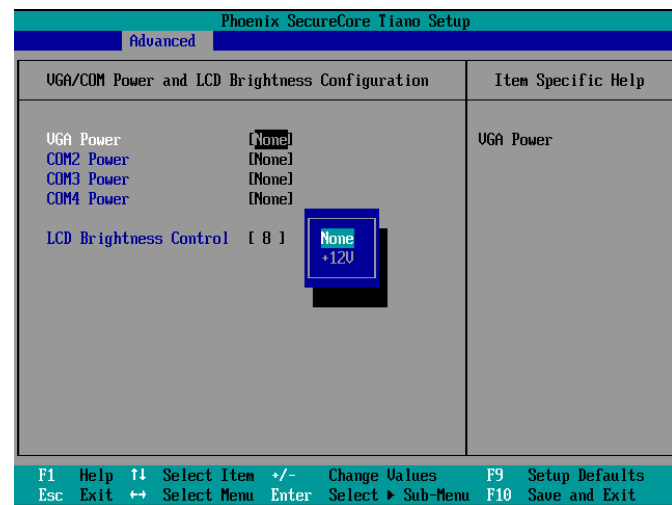 Phoenix SecureCore Tiano Setup
Advanced
VGA/COM Power and LCD Brightness Configuration
Item Specific Help
VGA Power [None]
VGA Power
COM2 Power [None]
COM3 Power [None]
COM4 Power [None]
LCD Brightness Control [ 8 ]
None
+12V
F1 Help ↑↓ Select Item +/- Change Values F9 Setup Defaults
Esc Exit ↔ Select Menu Enter Select ▶ Sub-Menu F10 Save and Exit